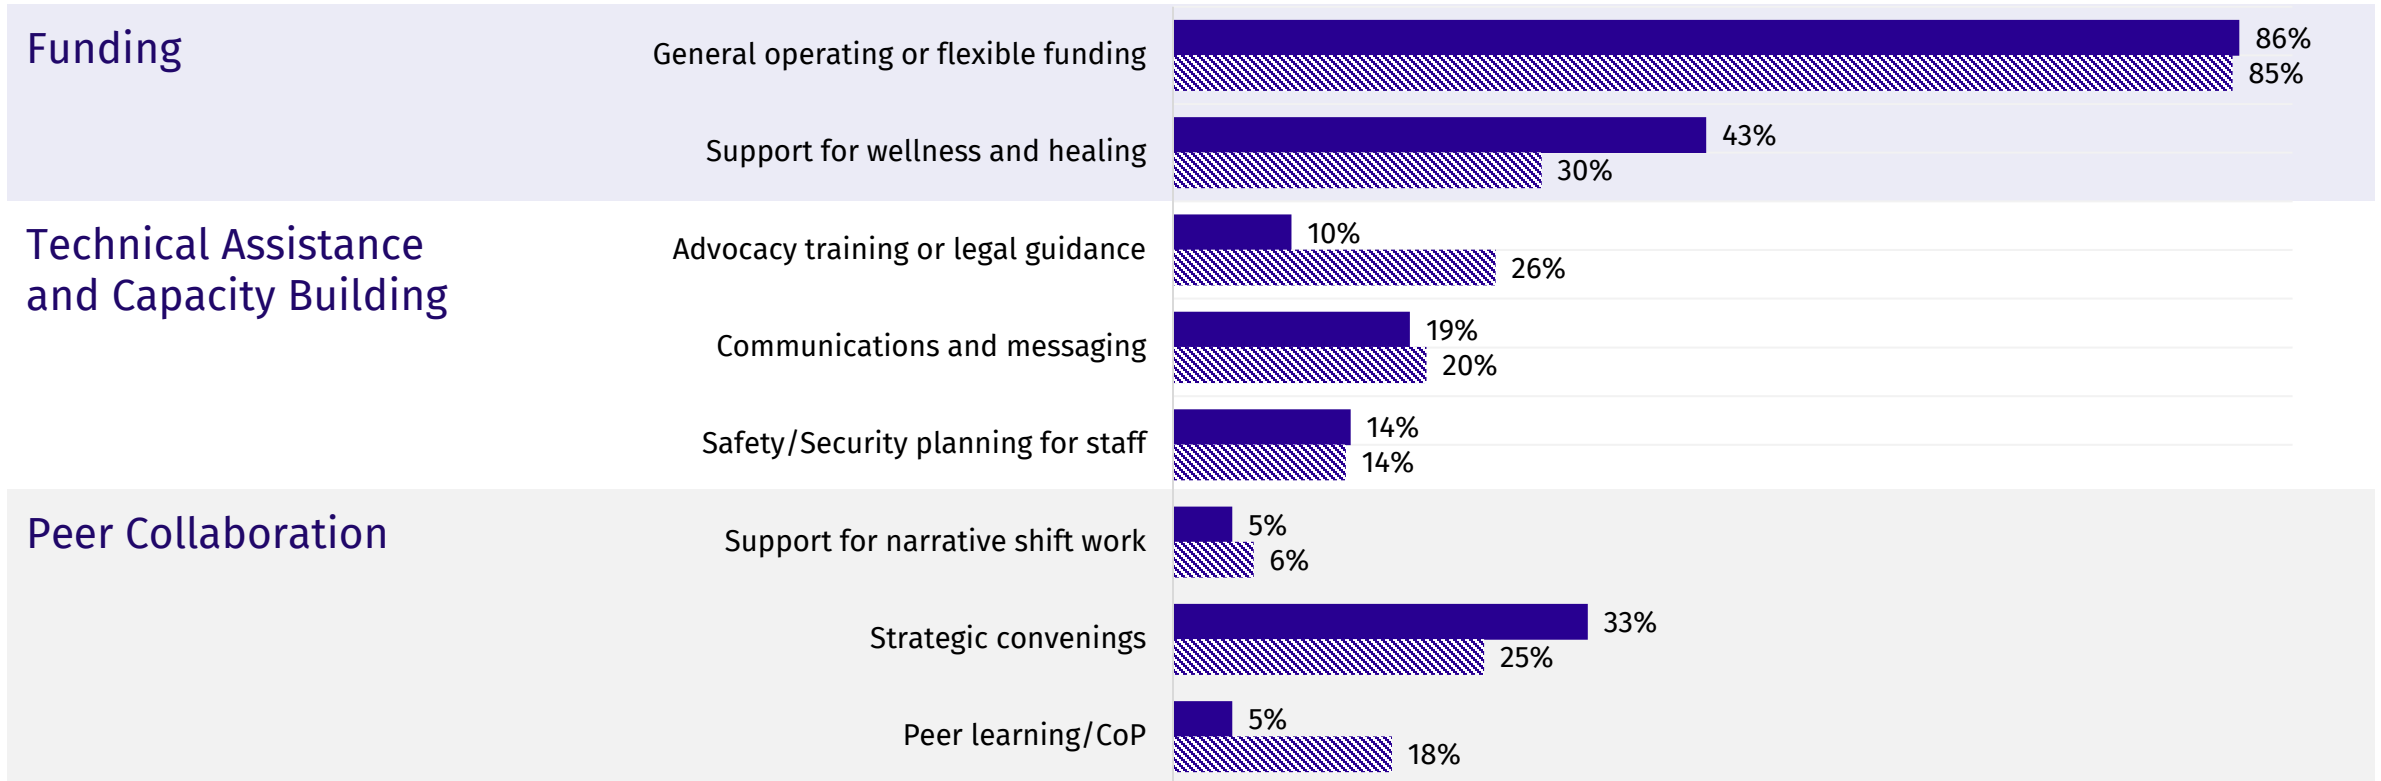 Funding
General operating or flexible funding
86%
85%
Support for wellness and healing
43%
30%
Technical Assistance
and Capacity Building
Advocacy training or legal guidance
10%
26%
Communications and messaging
19%
20%
Safety/Security planning for staff
14%
14%
Peer Collaboration
Support for narrative shift work
5%
6%
Strategic convenings
33%
25%
Peer learning/CoP
5%
18%